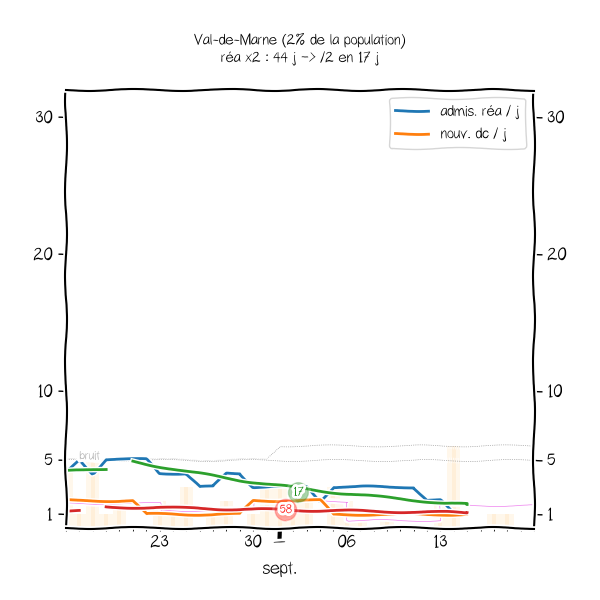 Val-de-Marne (2% de la population)
réa x2 : 44 j -> /2 en 17 j
admis. réa / j
nouv. dc / j
30
30
20
20
10
10
bruit
5
5
17
58
1
1
23
30
06
13
sept.